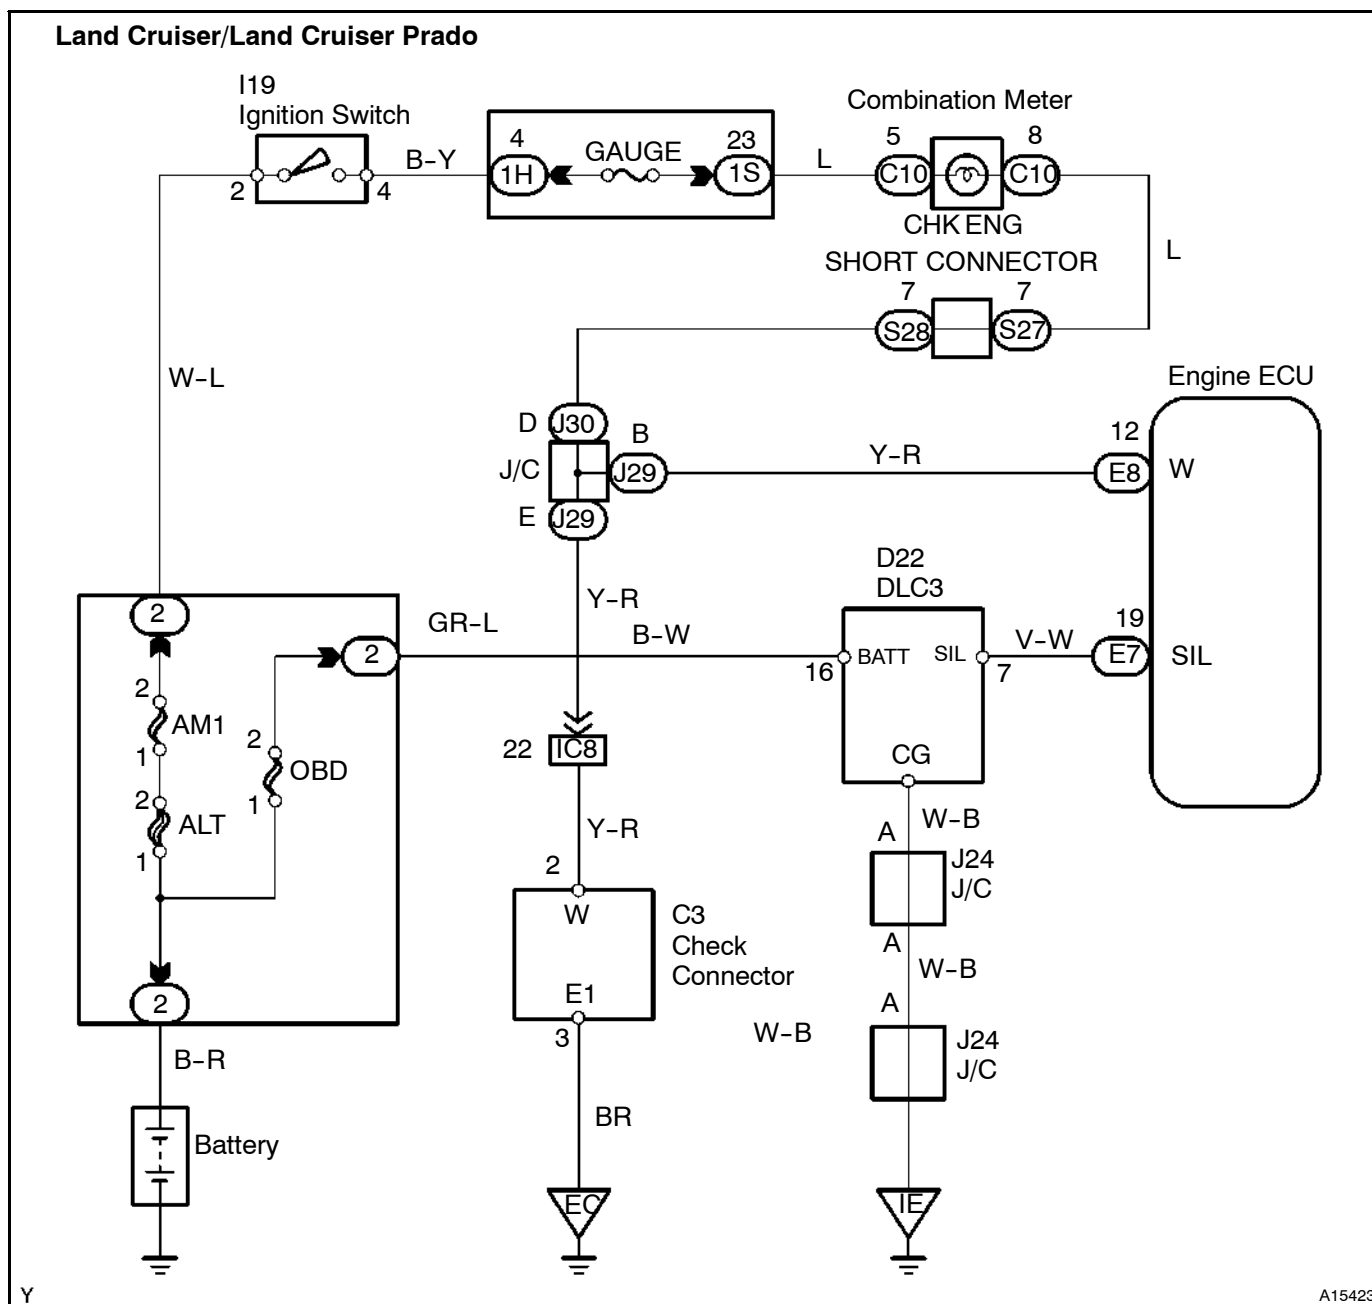 Land Cruiser/Land Cruiser Prado
I19
Ignition Switch
2
4
B-Y
4
1H
GAUGE
23
1S
L
Combination Meter
5
C10
8
C10
CHK ENG
L
SHORT CONNECTOR
7
S28
7
S27
W-L
D
J30
J/C
B
J29
E
J29
Y-R
Engine ECU
12
E8
W
Y-R
GR-L
B-W
D22
DLC3
16
BATT
SIL
7
V-W
19
E7
SIL
CG
2
2
2
AM1
1
2
ALT
1
2
OBD
1
2
22
IC8
Y-R
2
W
C3
Check
Connector
E1
3
W-B
A
J24
J/C
A
W-B
A
W-B
J24
J/C
B-R
Battery
BR
EC
IE
Y
A15423